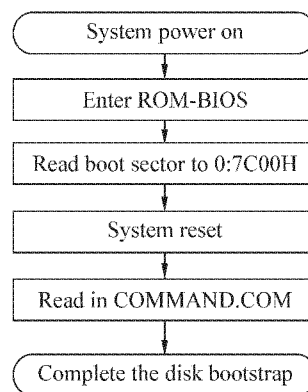 System power on
Enter ROM-BIOS
Read boot sector to 0:7C00H
System reset
Read in COMMAND.COM
Complete the disk bootstrap